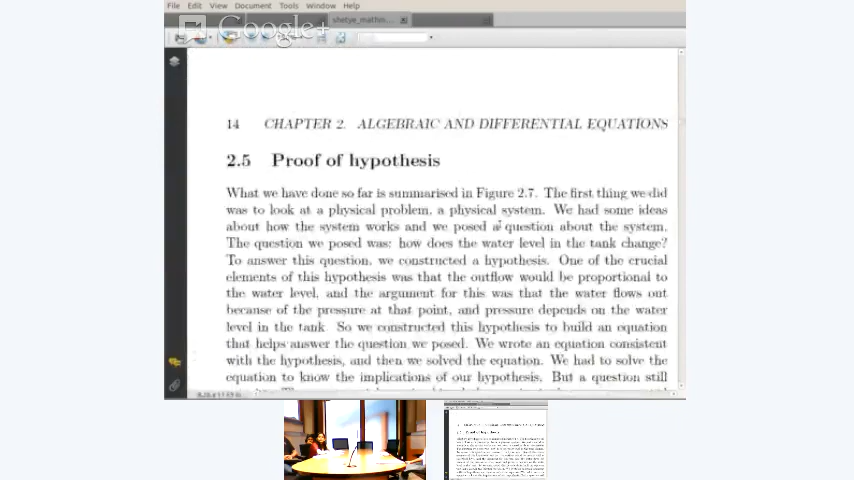 File Edit View Document Tools Window Help
Google+
14 CHAPTER 2. ALGEBRAIC AND DIFFERENTIAL EQUATIONS
2.5 Proof of hypothesis
What we have done so far is summarised in Figure 2.7. The first thing we did
was to look at a physical problem, a physical system. We had some ideas
about how the system works and we posed a question about the system.
The question we posed was: how does the water level in the tank change?
To answer this question, we constructed a hypothesis. One of the crucial
elements of this hypothesis was that the outflow would be proportional to
the water level, and the argument for this was that the water flows out
because of the pressure at that point, and pressure depends on the water
level in the tank So we constructed this hypothesis to build an equation
that helps answer the question we posed. We wrote an equation consistent
with the hypothesis, and then we solved the equation. We had to solve the
equation to know the implications of our hypothesis. But a question still